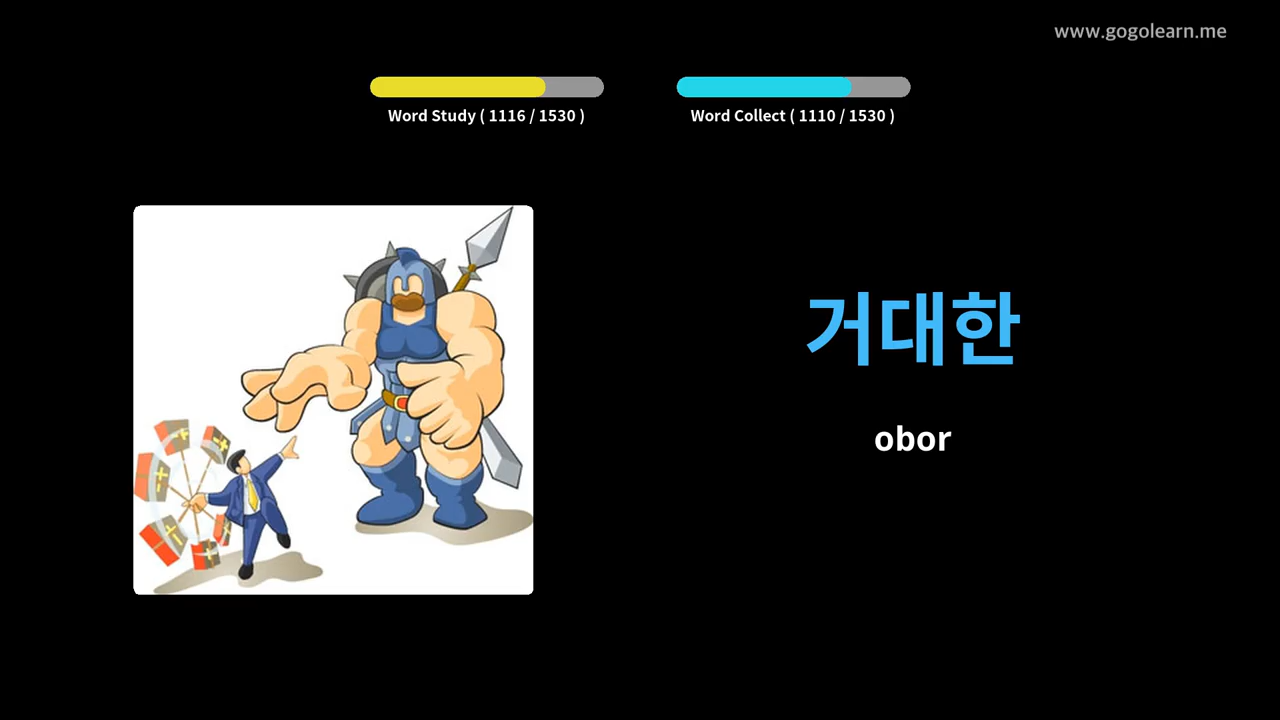 www.gogolearn.me
Word Study ( 1116 / 1530 )
Word Collect ( 1110 / 1530 )
거대한
obor